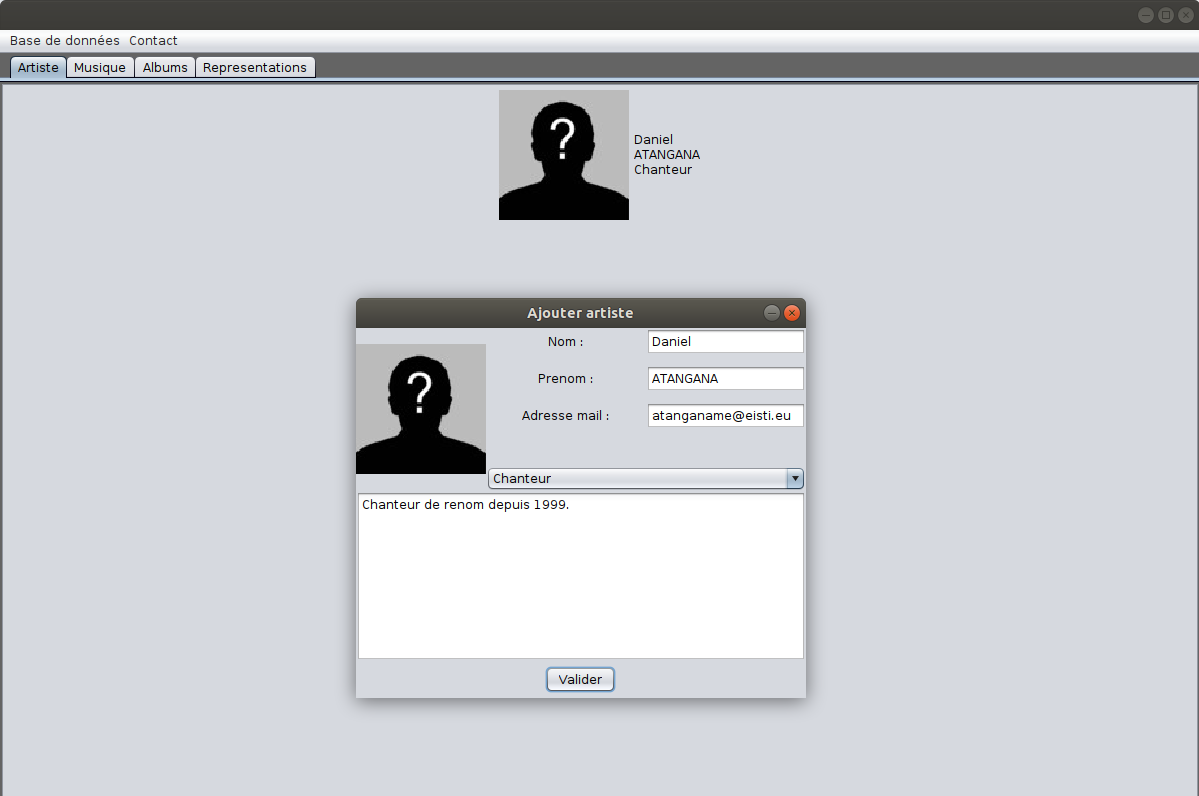 Base de données Contact
Artiste Musique Albums Representations
?
Daniel
ATANGANA
Chanteur
Ajouter artiste
?
Nom : Daniel
Prenom : ATANGANA
Adresse mail : atanganame@eisti.eu
Chanteur
Chanteur de renom depuis 1999.
Valider